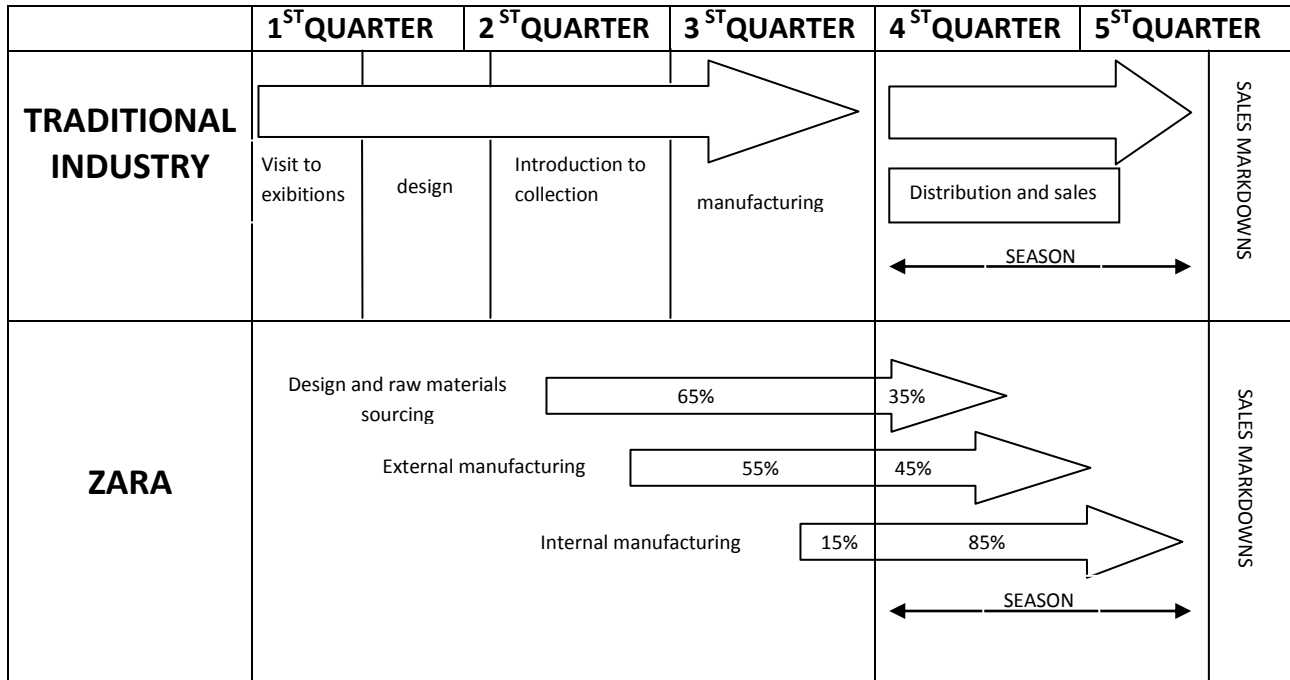 1ST QUARTER 2ST QUARTER 3ST QUARTER 4ST QUARTER 5ST QUARTER
TRADITIONAL
INDUSTRY
Visit to
exibitions
design
Introduction to
collection
manufacturing
Distribution and sales
SEASON
SALES MARKDOWNS
ZARA
Design and raw materials
sourcing
65% 35%
External manufacturing
55% 45%
Internal manufacturing
15% 85%
SEASON
SALES MARKDOWNS